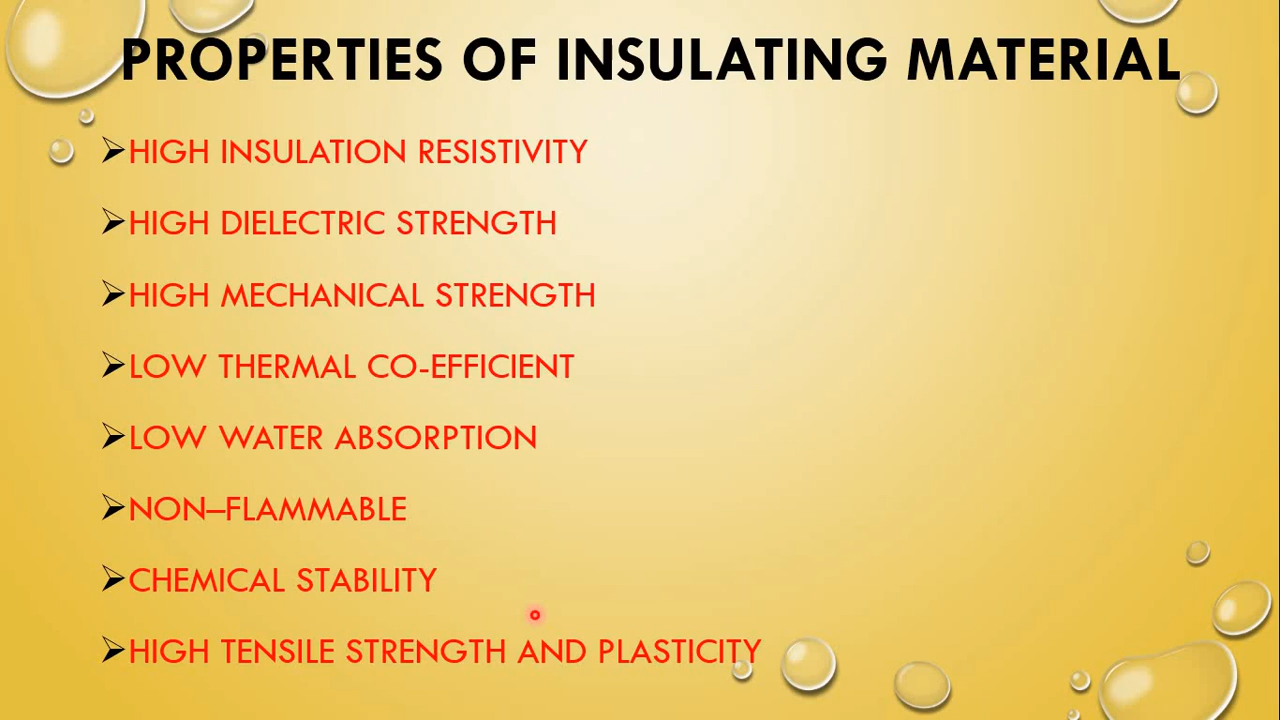 PROPERTIES OF INSULATING MATERIAL
HIGH INSULATION RESISTIVITY
HIGH DIELECTRIC STRENGTH
HIGH MECHANICAL STRENGTH
LOW THERMAL CO-EFFICIENT
LOW WATER ABSORPTION
NON–FLAMMABLE
CHEMICAL STABILITY
HIGH TENSILE STRENGTH AND PLASTICITY